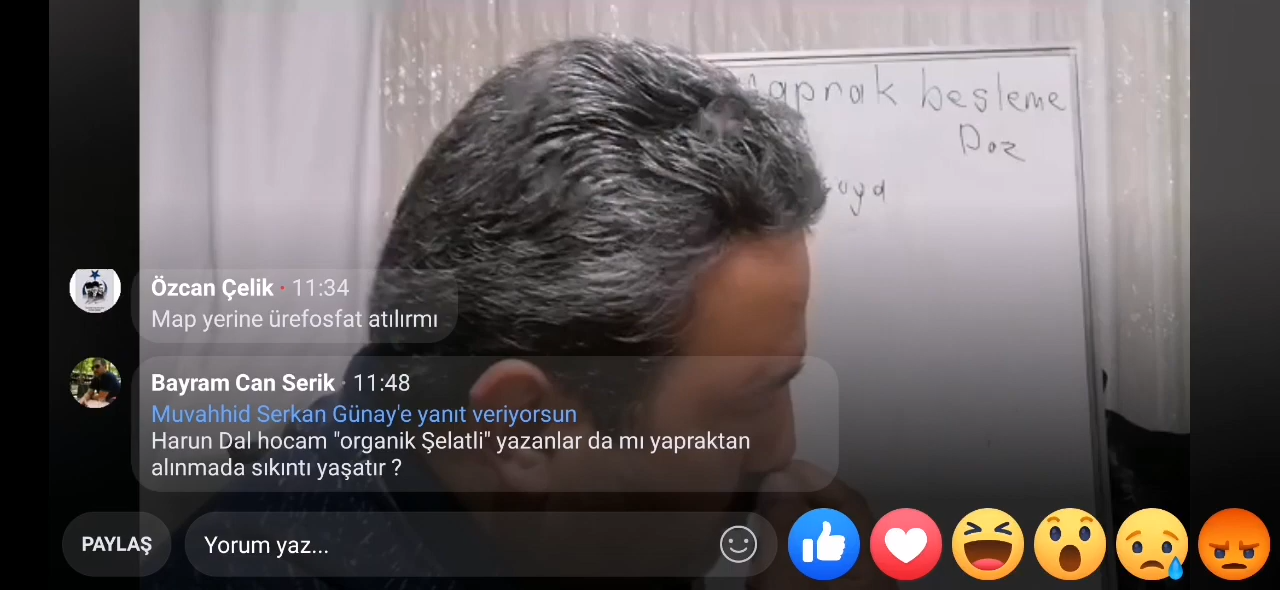 Yaprak besleme
Doz
Özcan Çelik · 11:34
Map yerine ürefosfat atılırmı
Bayram Can Serik · 11:48
Muvahhid Serkan Günay'e yanıt veriyorsun
Harun Dal hocam "organik Şelatli" yazanlar da mı yapraktan
alınmada sıkıntı yaşatır ?
PAYLAŞ
Yorum yaz...